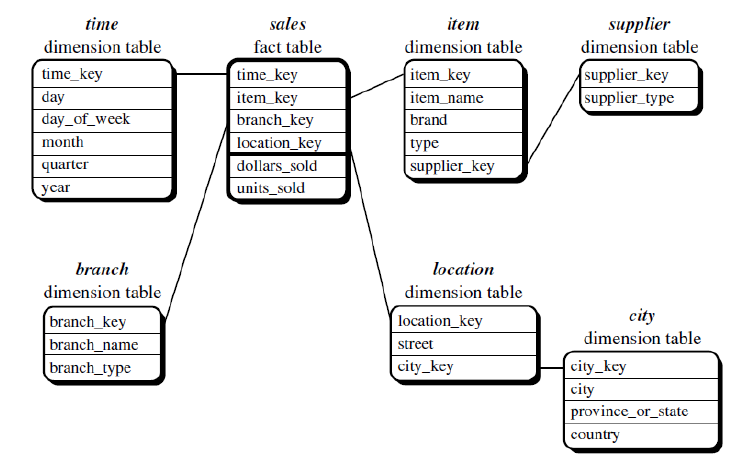 time
dimension table
time_key
day
day_of_week
month
quarter
year
sales
fact table
time_key
item_key
branch_key
location_key
dollars_sold
units_sold
item
dimension table
item_key
item_name
brand
type
supplier_key
supplier
dimension table
supplier_key
supplier_type
branch
dimension table
branch_key
branch_name
branch_type
location
dimension table
location_key
street
city_key
city
dimension table
city_key
city
province_or_state
country